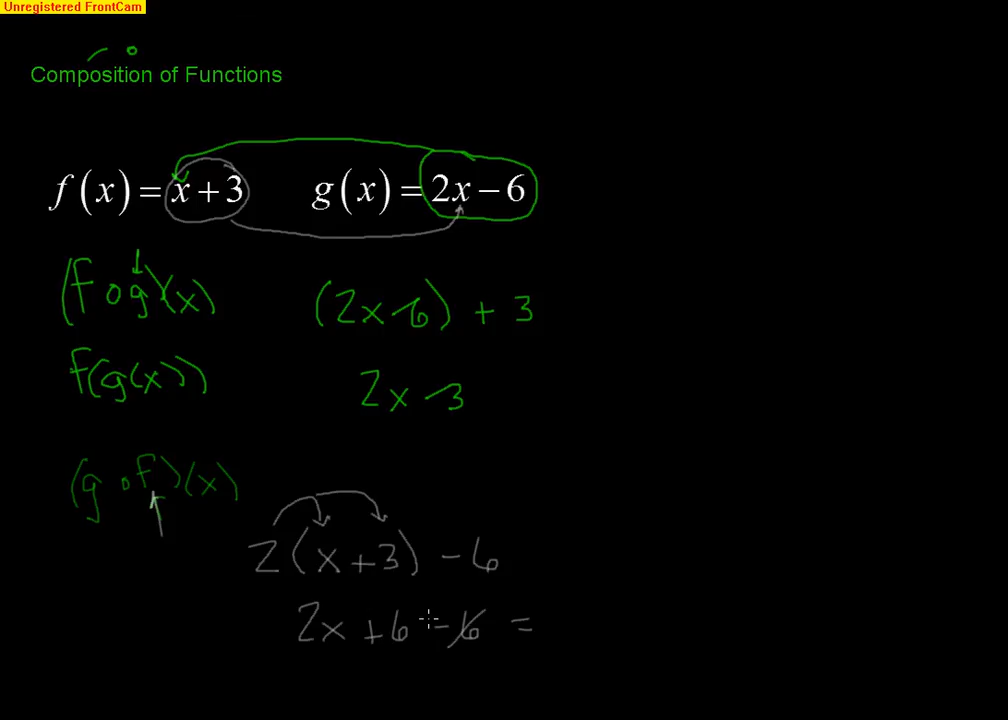 Unregistered FrontCam
Composition of Functions
f(x) = x + 3 g(x) = 2x − 6
(f o g)(x) (2x - 6) + 3
f(g(x)) 2x - 3
(g o f)(x)
2(x + 3) - 6
2x + 6 - 6 =